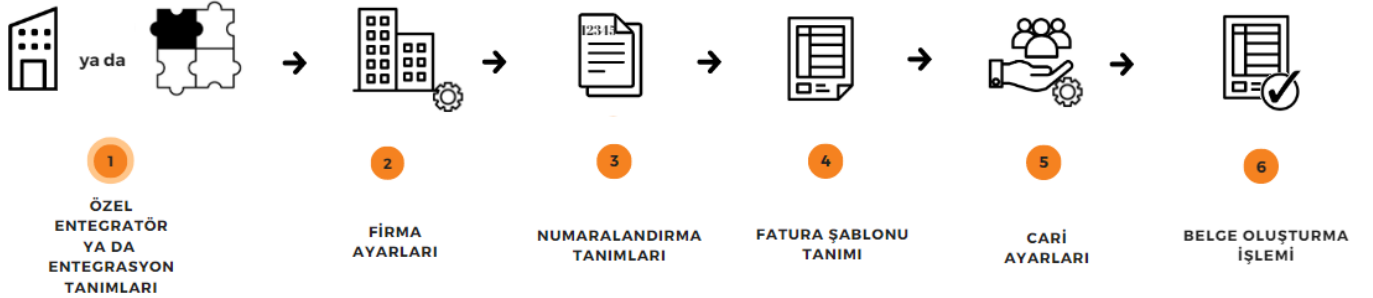 12345
ya da
1
ÖZEL
ENTEGRATÖR
YA DA
ENTEGRASYON
TANIMLARI
2
FİRMA
AYARLARI
3
NUMARALANDIRMA
TANIMLARI
4
FATURA ŞABLONU
TANIMI
5
CARİ
AYARLARI
6
BELGE OLUŞTURMA
İŞLEMİ